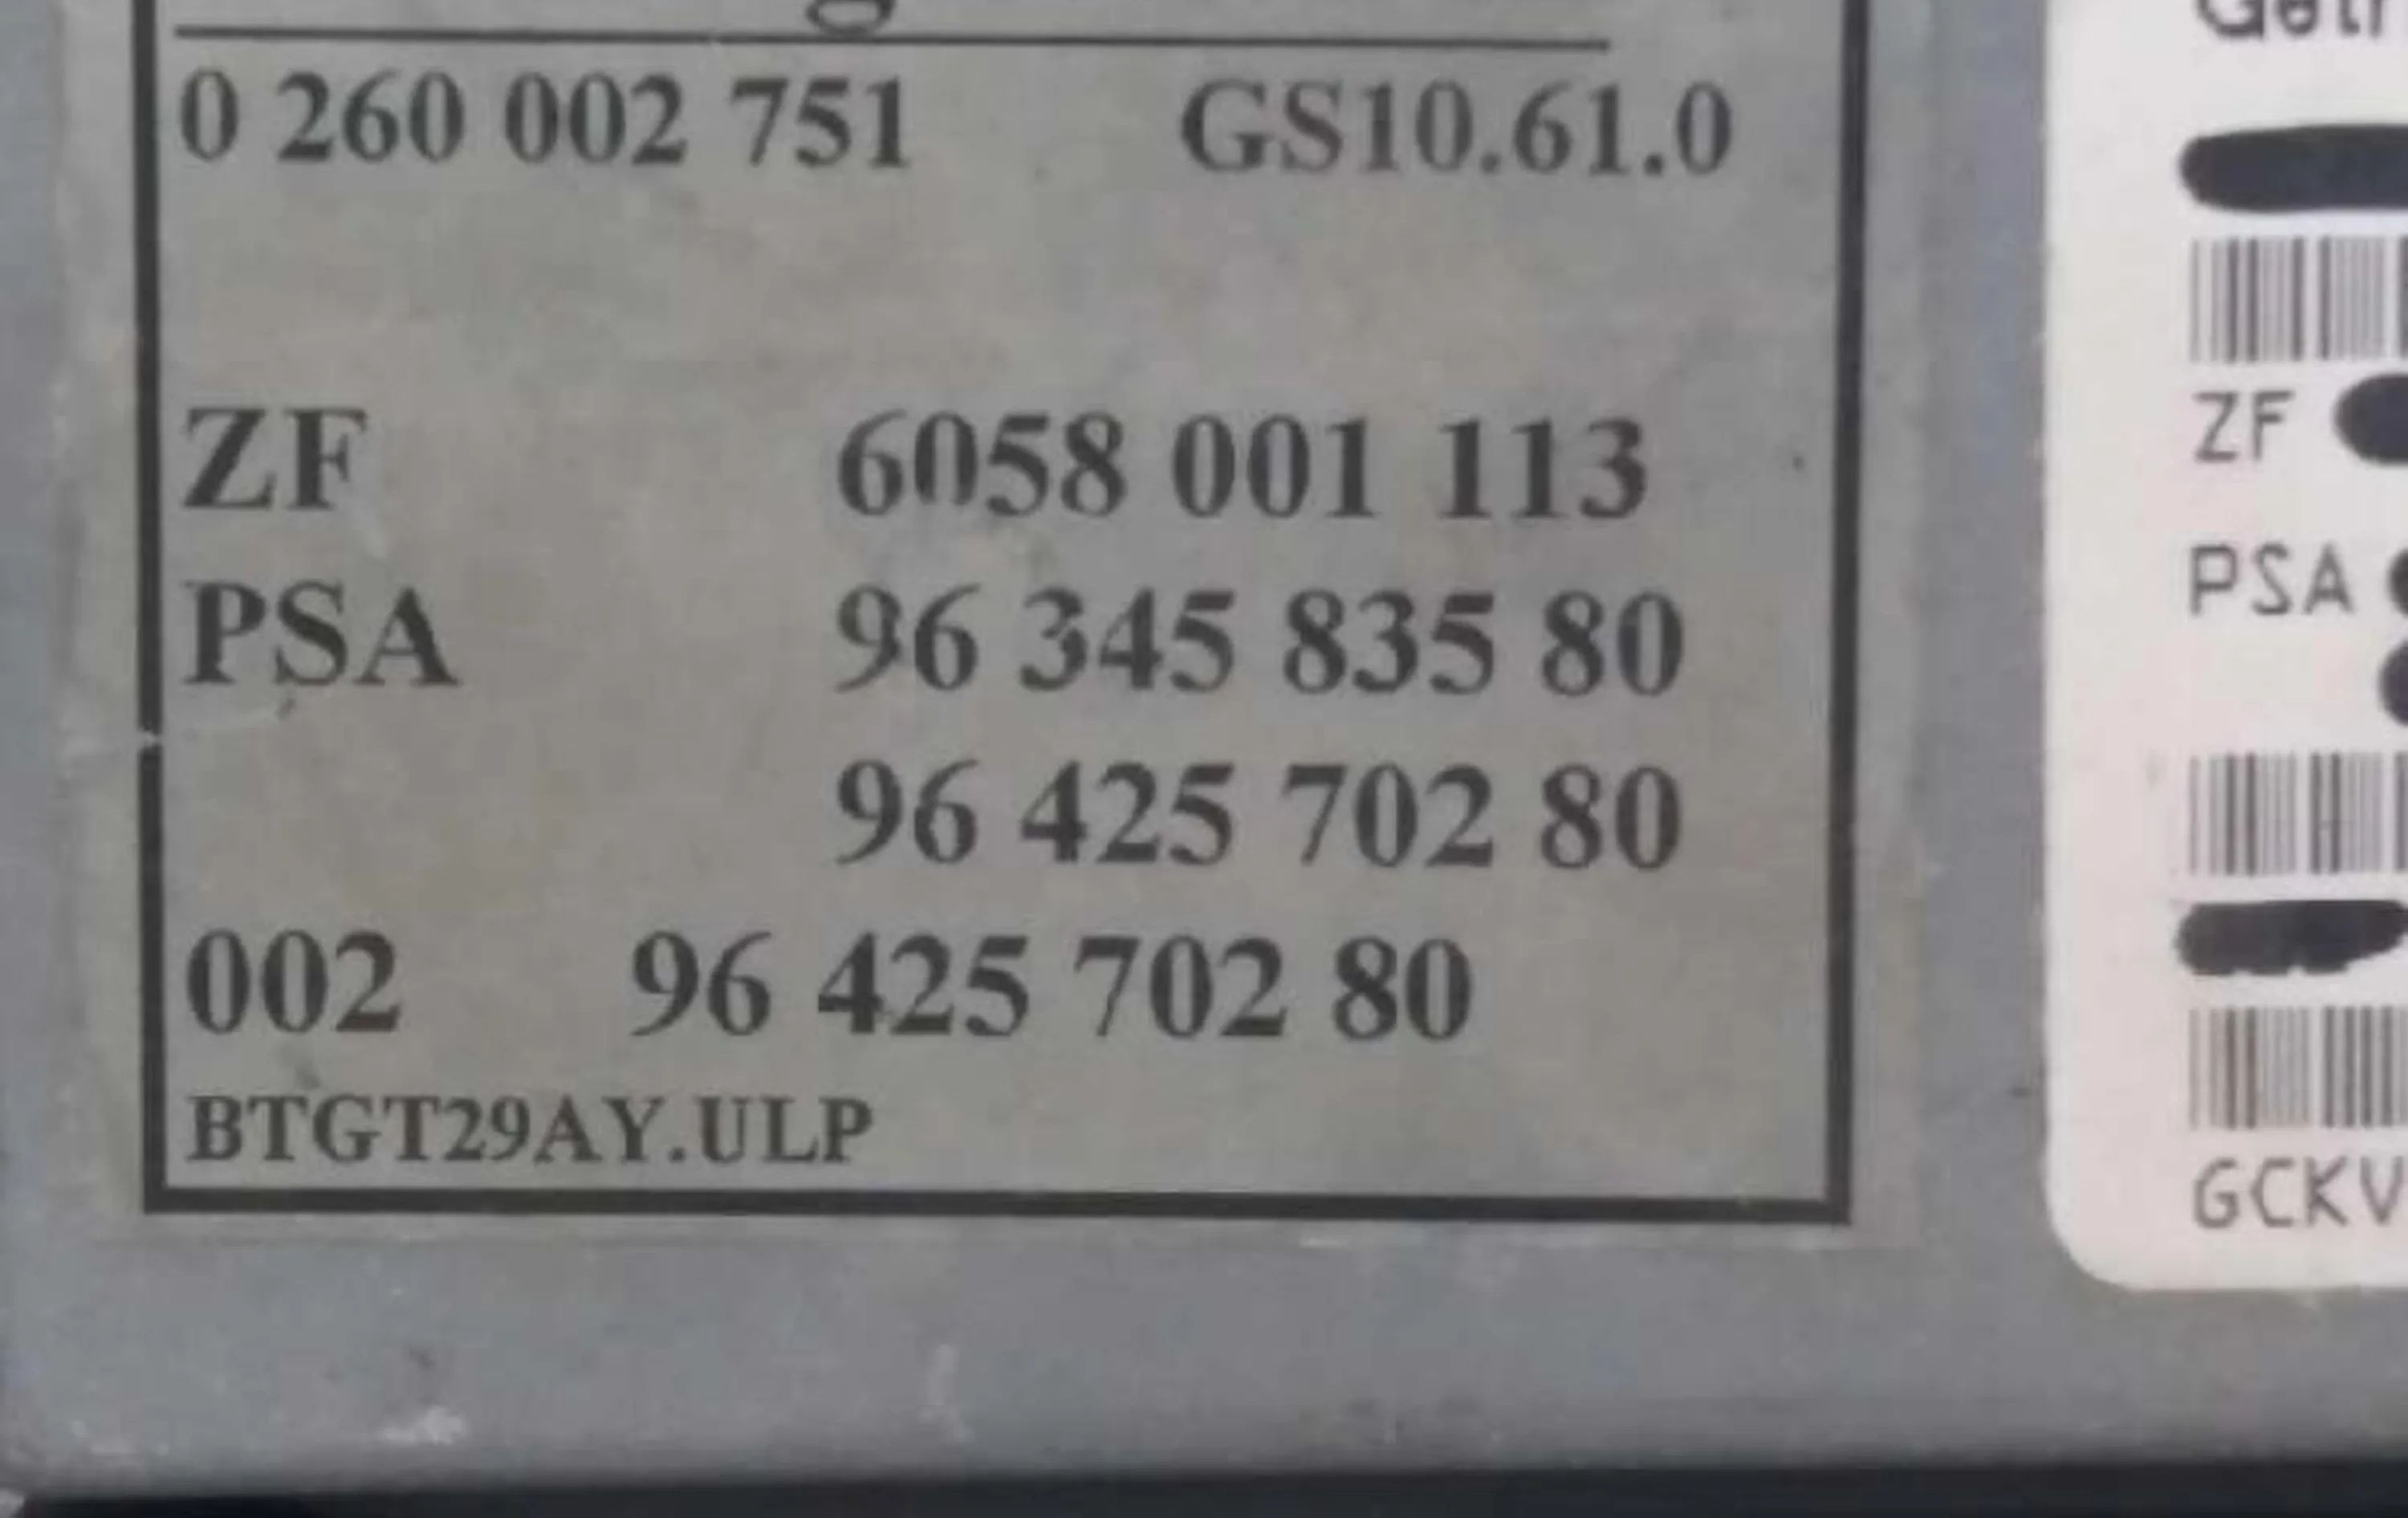 0 260 002 751 GS10.61.0
ZF 6058 001 113
PSA 96 345 835 80
96 425 702 80
002 96 425 702 80
BTGT29AY.ULP
ZF
PSA
GCKV